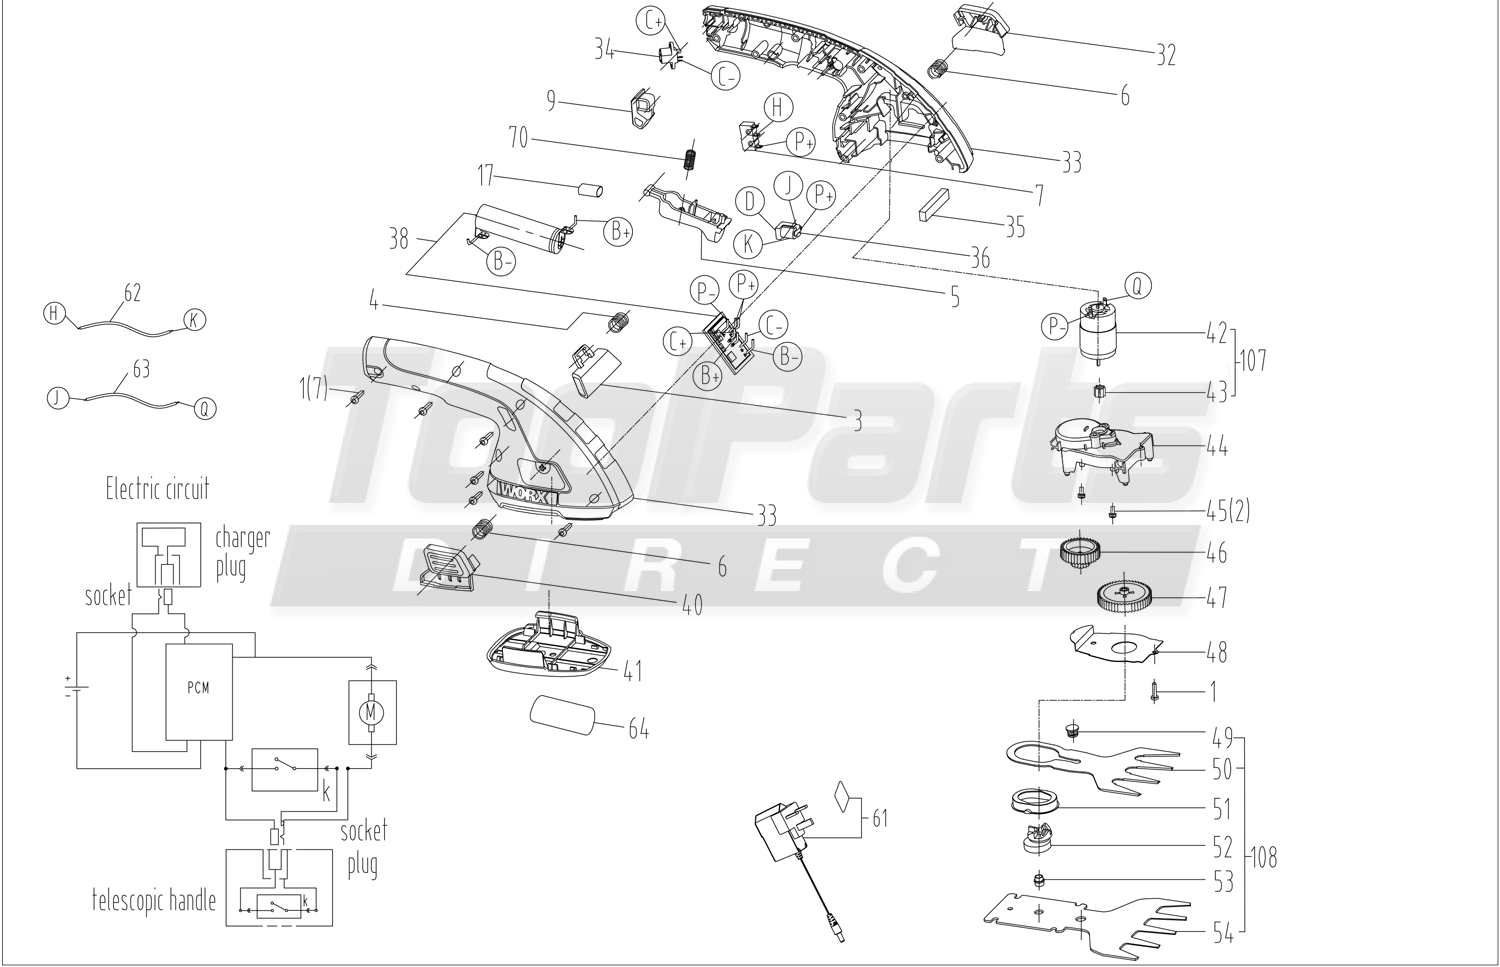 C+
34
C-
32
6
9
H
70
P+
33
7
17
J
D
P+
35
B+
38
K
36
B-
5
62
4
P-
P+
Q
H
K
C+
C-
P-
42
63
B-
107
1(7)
B+
43
J
Q
3
ToolParts
44
Electric circuit
WORX
45(2)
33
charger
plug
DIRECT
46
6
socket
47
40
48
41
PCM
1
M
64
49
50
51
k
61
socket
plug
52
108
53
telescopic handle
k
54
+
-